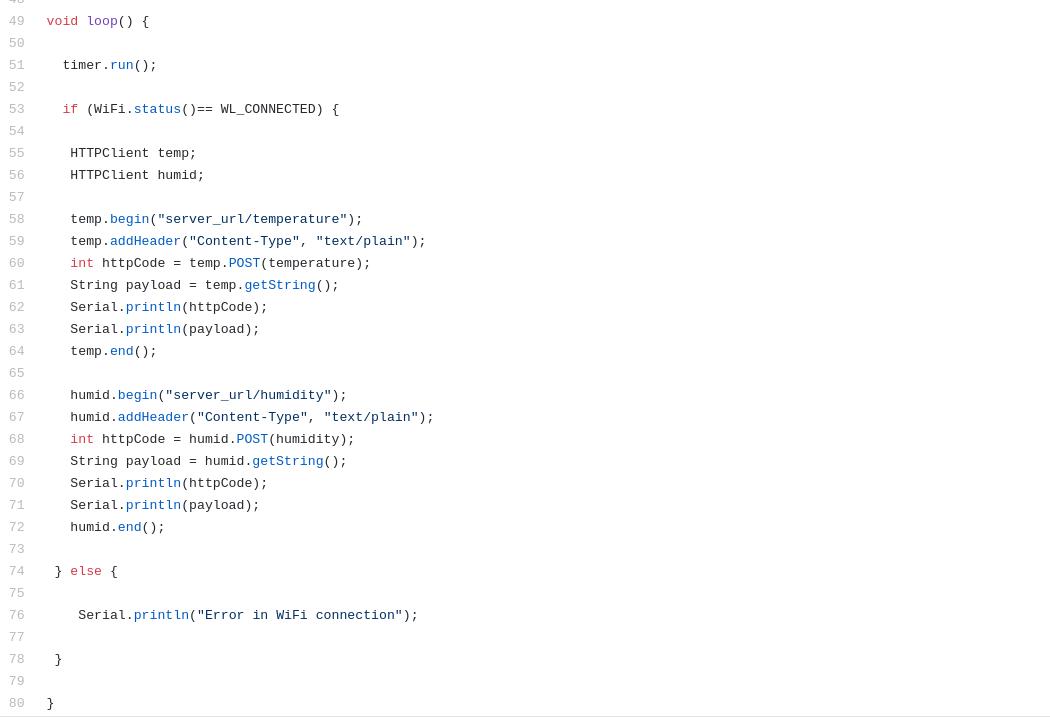 48
49 void loop() {
50
51 timer.run();
52
53 if (WiFi.status()== WL_CONNECTED) {
54
55 HTTPClient temp;
56 HTTPClient humid;
57
58 temp.begin("server_url/temperature");
59 temp.addHeader("Content-Type", "text/plain");
60 int httpCode = temp.POST(temperature);
61 String payload = temp.getString();
62 Serial.println(httpCode);
63 Serial.println(payload);
64 temp.end();
65
66 humid.begin("server_url/humidity");
67 humid.addHeader("Content-Type", "text/plain");
68 int httpCode = humid.POST(humidity);
69 String payload = humid.getString();
70 Serial.println(httpCode);
71 Serial.println(payload);
72 humid.end();
73
74 } else {
75
76 Serial.println("Error in WiFi connection");
77
78 }
79
80 }